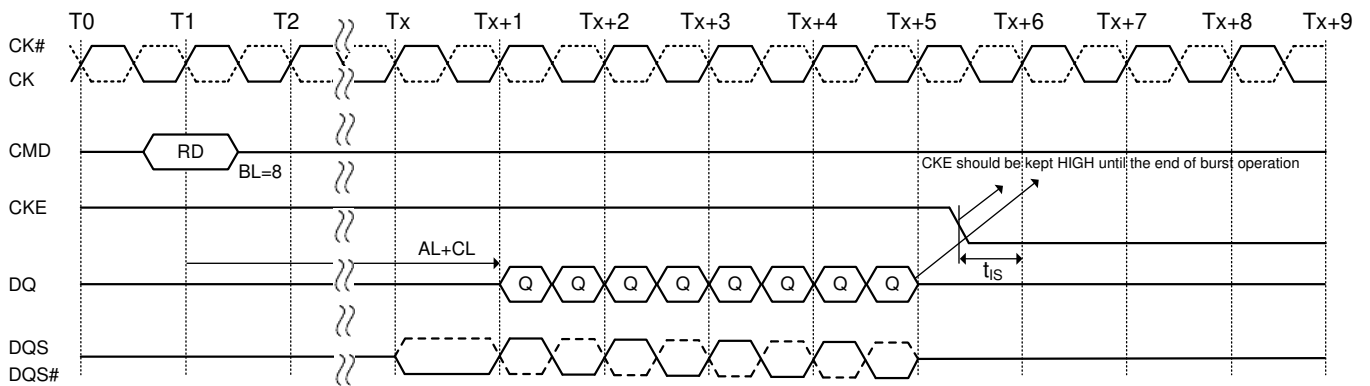 T0 T1 T2 Tx Tx+1 Tx+2 Tx+3 Tx+4 Tx+5 Tx+6 Tx+7 Tx+8 Tx+9
CK#
CK
CMD RD
BL=8
CKE should be kept HIGH until the end of burst operation
CKE
AL+CL
tIS
DQ Q Q Q Q Q Q Q Q
DQS
DQS#